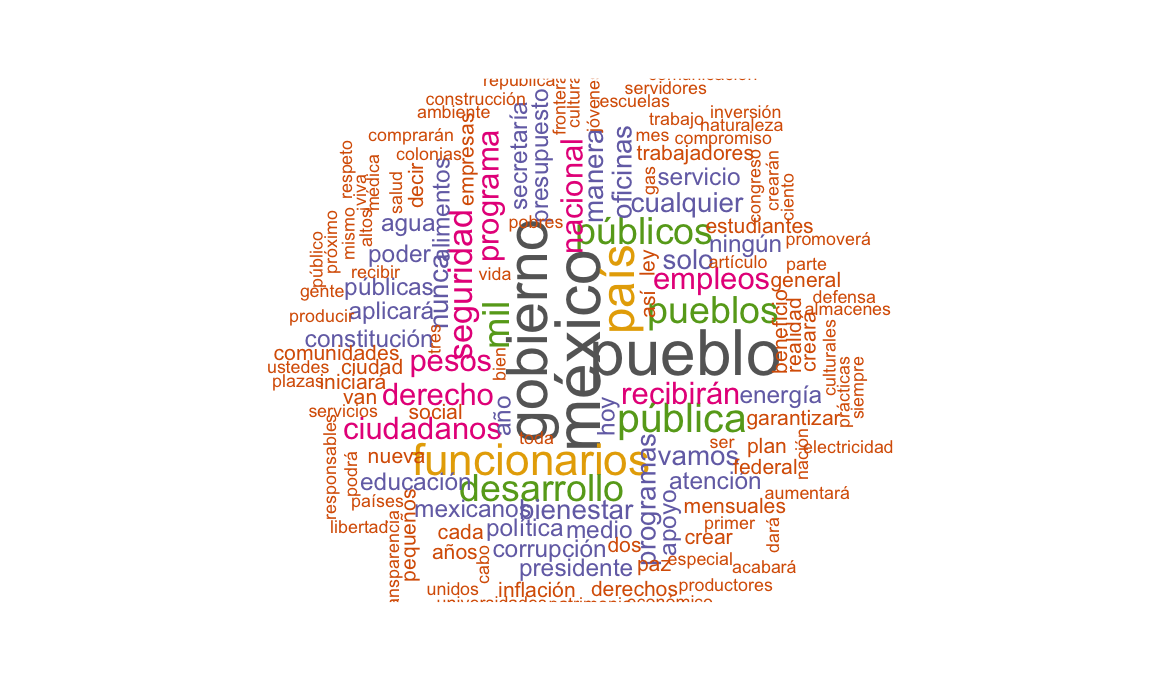 república
servidores
construcción
ambiente
secretaría
presupuesto
frontera
cultura
escuelas
inversión
naturaleza
trabajo
mes
compromiso
comprarán
colonias
empresas
programa
nacional
manera
oficinas
trabajadores
respeto
viva
médica
salud
decir
alimentos
gas
servicio
congreso
crearán
ciento
cualquier
altos
mismo
próximo
público
agua
pobres
públicos
estudiantes
ningún
promoverá
poder
nunca
seguridad
gobierno
méxico
país
así
ley
solo
artículo
parte
recibir
vida
empleos
general
gente
públicas
defensa
producir
aplicará
mil
pueblos
beneficio
realidad
creará
almacenes
constitución
tres
bien
pueblo
culturales
prácticas
siempre
comunidades
ustedes
ciudad
pesos
plazas
iniciará
van
derecho
recibirán
energía
servicios
social
año
hoy
pública
garantizar
ciudadanos
toda
ser
plan
electricidad
responsables
podrá
nueva
funcionarios
vamos
federal
nación
educación
desarrollo
programas
atención
aumentará
países
mexicanos
bienestar
apoyo
mensuales
libertad
pequeños
cada
política
medio
primer
dará
crear
años
cabo
corrupción
dos
presidente
paz
especial
acabará
unidos
inflación
derechos
productores